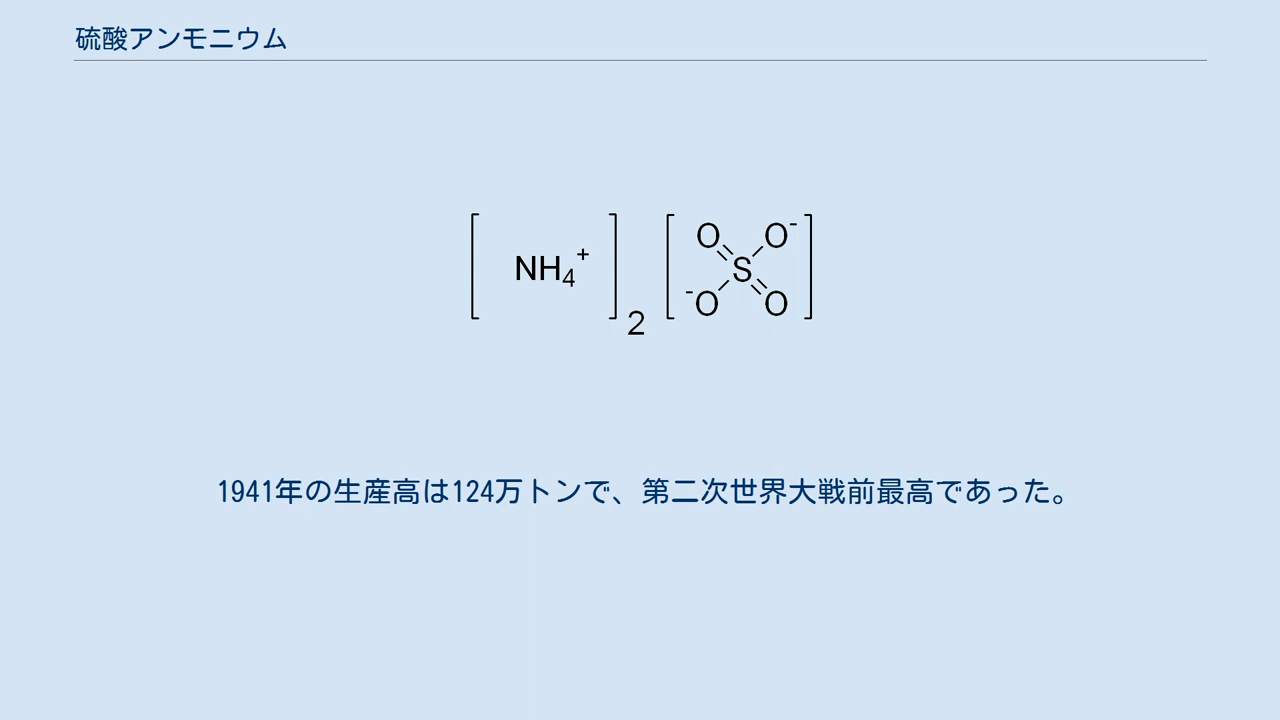 硫酸アンモニウム
[ NH₄⁺ ]₂ [ O O⁻ S ⁻O O ]
1941年の生産高は124万トンで、第二次世界大戦前最高であった。